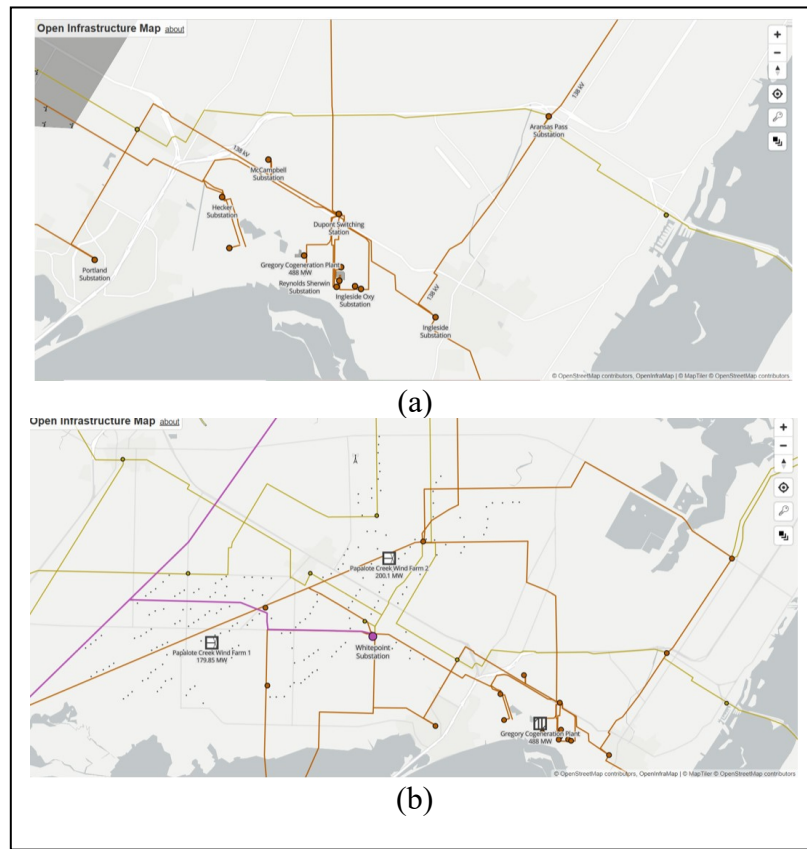 Open Infrastructure Map about
138 kV
Aransas Pass
Substation
138 kV
McCampbell
Substation
Hecker
Substation
Dupont Switching
Station
Portland
Substation
Gregory Cogeneration Plant
488 MW
Reynolds Sherwin
Substation
Ingleside Oxy
Substation
138 kV
Ingleside
Substation
© OpenStreetMap contributors, OpenInfraMap | © MapTiler © OpenStreetMap contributors.
(a)
Open Infrastructure Map about
Papalote Creek Wind Farm 2
200.1 MW
Papalote Creek Wind Farm 1
179.85 MW
Whitepoint
Substation
Gregory Cogeneration Plant
488 MW
© OpenStreetMap contributors, OpenInfraMap | © MapTiler © OpenStreetMap contributors
(b)